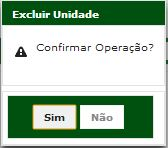 Excluir Unidade
Confirmar Operação?
Sim Não